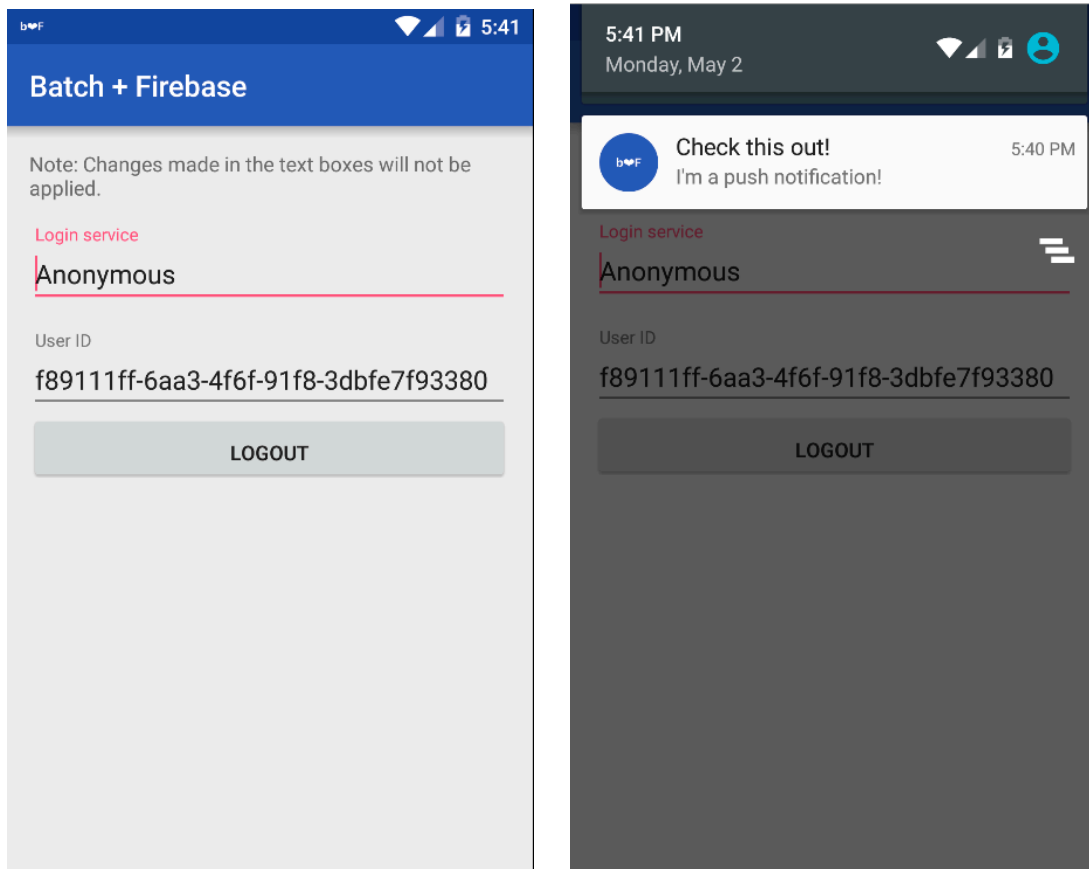 b❤F 5:41
Batch + Firebase
Note: Changes made in the text boxes will not be
applied.
Login service
Anonymous
User ID
f89111ff-6aa3-4f6f-91f8-3dbfe7f93380
LOGOUT
5:41 PM
Monday, May 2
b❤F
Check this out!
5:40 PM
I'm a push notification!
Login service
Anonymous
User ID
f89111ff-6aa3-4f6f-91f8-3dbfe7f93380
LOGOUT